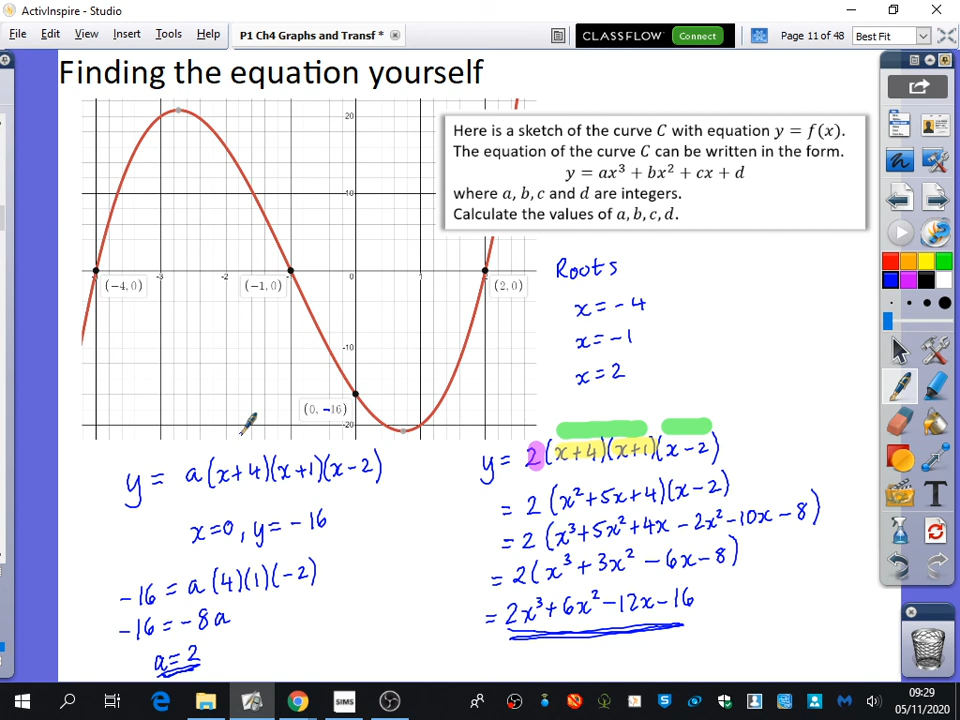 ActivInspire - Studio
File Edit View Insert Tools Help
P1 Ch4 Graphs and Transf *
CLASSFLOW Connect
Page 11 of 48
Best Fit
Finding the equation yourself
20
10
-10
-20
-3
-2
0
1
(-4,0)
(-1,0)
(2,0)
(0, -16)
Here is a sketch of the curve C with equation y = f(x).
The equation of the curve C can be written in the form.
y = ax³ + bx² + cx + d
where a, b, c and d are integers.
Calculate the values of a, b, c, d.
Roots
x = -4
x = -1
x = 2
y = a(x+4)(x+1)(x-2)
x=0, y = -16
-16 = a(4)(1)(-2)
-16 = -8a
a = 2
y = 2(x+4)(x+1)(x-2)
= 2(x²+5x+4)(x-2)
= 2(x³+5x²+4x-2x²-10x-8)
= 2(x³+3x²-6x-8)
= 2x³+6x²-12x-16
T
SIMS
09:29
05/11/2020